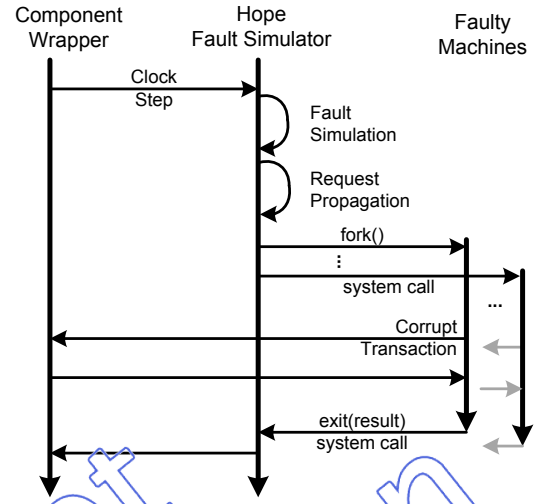 Component
Wrapper
Hope
Fault Simulator
Faulty
Machines
Clock
Step
Fault
Simulation
Request
Propagation
fork()
...
system call
...
Corrupt
Transaction
exit(result)
system call